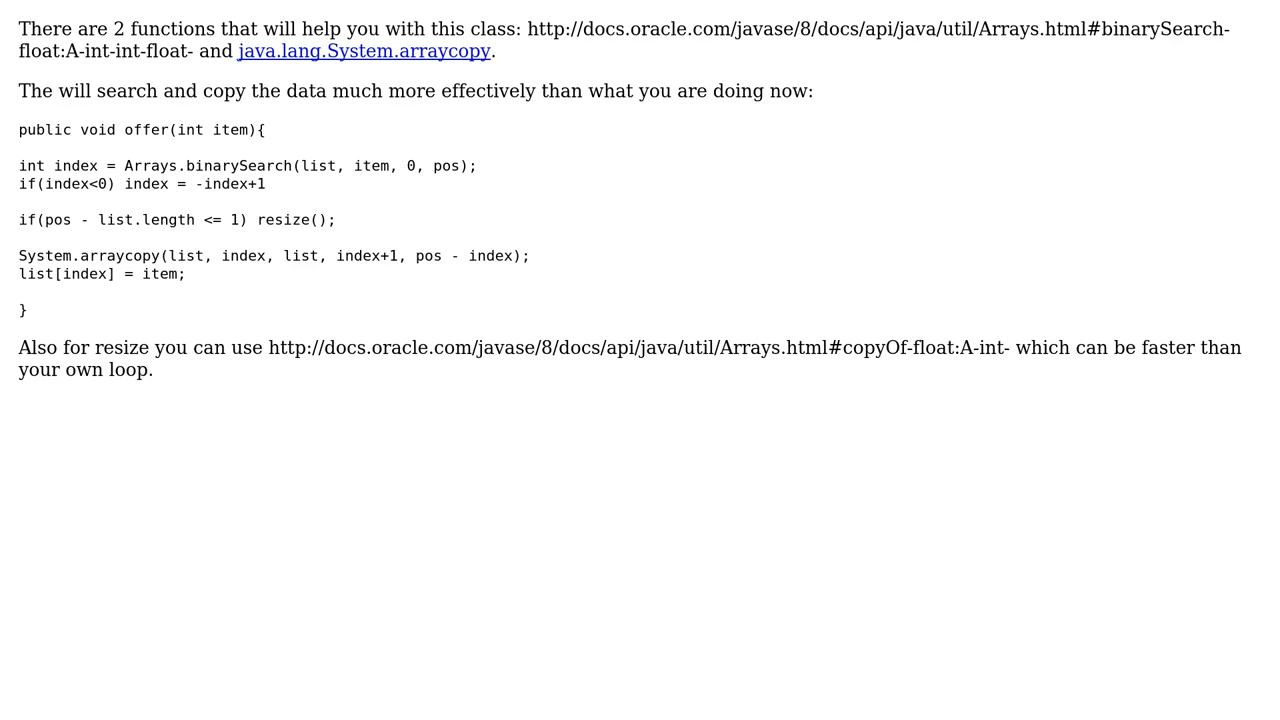 There are 2 functions that will help you with this class: http://docs.oracle.com/javase/8/docs/api/java/util/Arrays.html#binarySearch-
float:A-int-int-float- and java.lang.System.arraycopy.
The will search and copy the data much more effectively than what you are doing now:
public void offer(int item){
int index = Arrays.binarySearch(list, item, 0, pos);
if(index<0) index = -index+1
if(pos - list.length <= 1) resize();
System.arraycopy(list, index, list, index+1, pos - index);
list[index] = item;
}
Also for resize you can use http://docs.oracle.com/javase/8/docs/api/java/util/Arrays.html#copyOf-float:A-int- which can be faster than
your own loop.